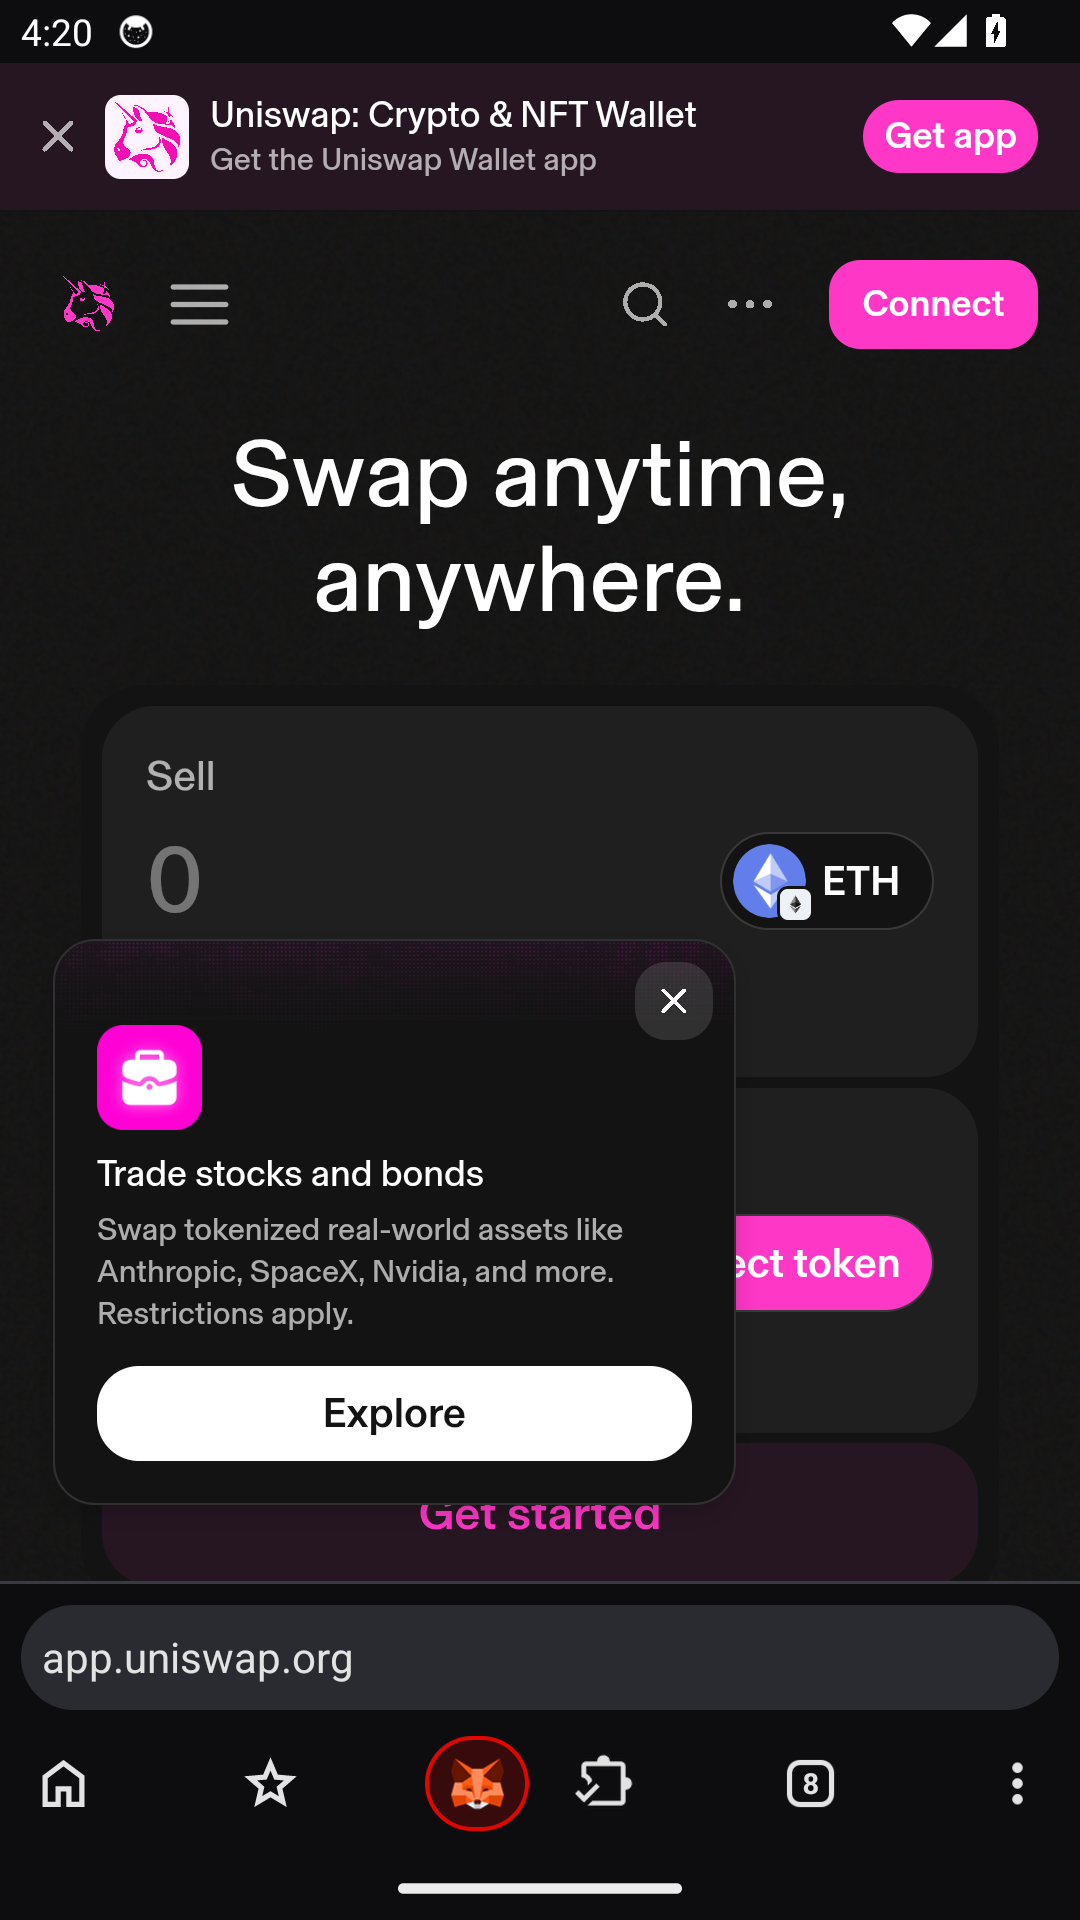 4:20
Uniswap: Crypto & NFT Wallet
Get the Uniswap Wallet app
Get app
Connect
Swap anytime,
anywhere.
Sell
0
ETH
Trade stocks and bonds
Swap tokenized real-world assets like
Anthropic, SpaceX, Nvidia, and more.
Restrictions apply.
ect token
Explore
Get started
app.uniswap.org
8